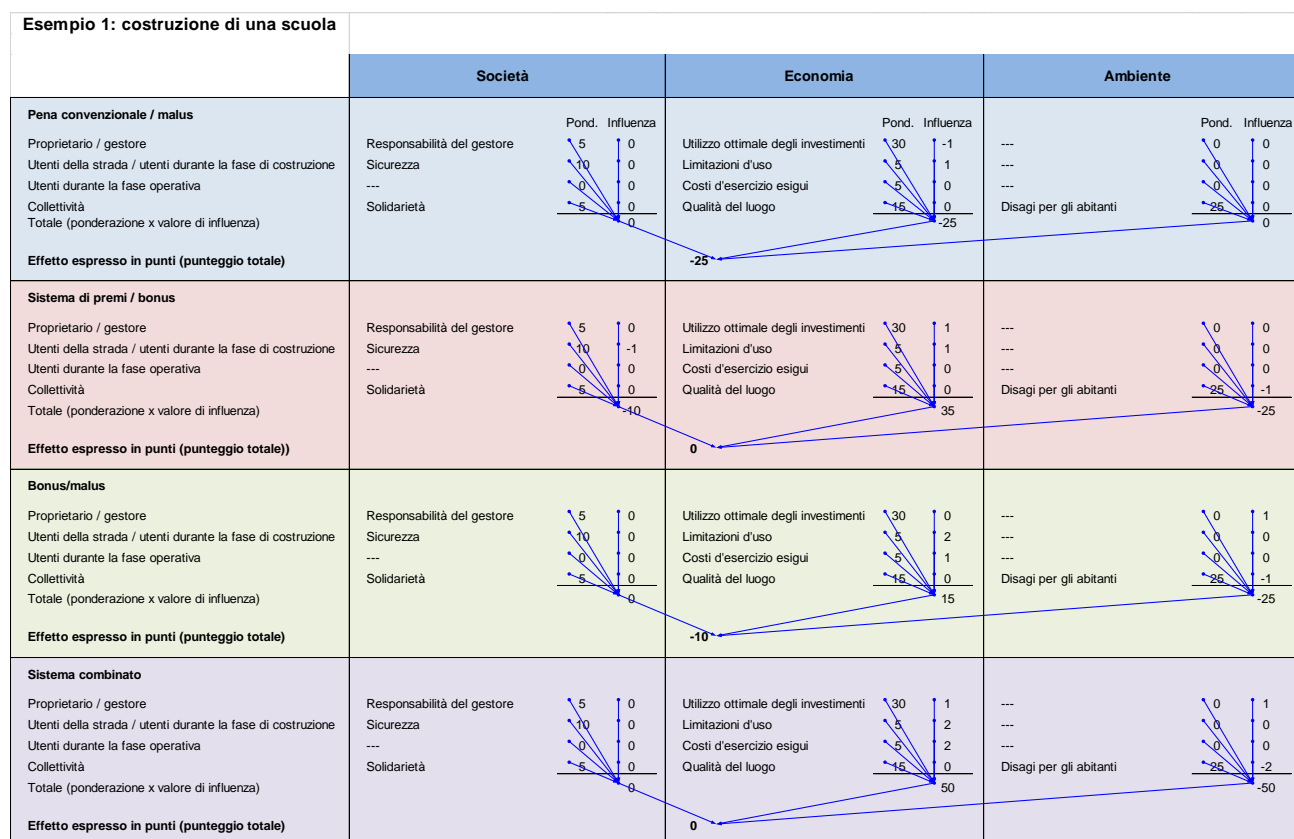 Esempio 1: costruzione di una scuola
Società Economia Ambiente
Pena convenzionale / malus
Pond. Influenza Pond. Influenza Pond. Influenza
Proprietario / gestore Responsabilità del gestore 5 0 Utilizzo ottimale degli investimenti 30 -1 --- 0 0
Utenti della strada / utenti durante la fase di costruzione Sicurezza 10 0 Limitazioni d'uso 5 1 --- 0 0
Utenti durante la fase operativa --- 0 0 Costi d'esercizio esigui 5 0 --- 0 0
Collettività Solidarietà 5 0 Qualità del luogo 15 0 Disagi per gli abitanti 25 0
Totale (ponderazione x valore di influenza) 0 -25 0
Effetto espresso in punti (punteggio totale) -25
Sistema di premi / bonus
Proprietario / gestore Responsabilità del gestore 5 0 Utilizzo ottimale degli investimenti 30 1 --- 0 0
Utenti della strada / utenti durante la fase di costruzione Sicurezza 10 -1 Limitazioni d'uso 5 1 --- 0 0
Utenti durante la fase operativa --- 0 0 Costi d'esercizio esigui 5 0 --- 0 0
Collettività Solidarietà 5 0 Qualità del luogo 15 0 Disagi per gli abitanti 25 -1
Totale (ponderazione x valore di influenza) -10 35 -25
Effetto espresso in punti (punteggio totale)) 0
Bonus/malus
Proprietario / gestore Responsabilità del gestore 5 0 Utilizzo ottimale degli investimenti 30 0 --- 0 1
Utenti della strada / utenti durante la fase di costruzione Sicurezza 10 0 Limitazioni d'uso 5 2 --- 0 0
Utenti durante la fase operativa --- 0 0 Costi d'esercizio esigui 5 1 --- 0 0
Collettività Solidarietà 5 0 Qualità del luogo 15 0 Disagi per gli abitanti 25 -1
Totale (ponderazione x valore di influenza) 0 15 -25
Effetto espresso in punti (punteggio totale) -10
Sistema combinato
Proprietario / gestore Responsabilità del gestore 5 0 Utilizzo ottimale degli investimenti 30 1 --- 0 1
Utenti della strada / utenti durante la fase di costruzione Sicurezza 10 0 Limitazioni d'uso 5 2 --- 0 0
Utenti durante la fase operativa --- 0 0 Costi d'esercizio esigui 5 2 --- 0 0
Collettività Solidarietà 5 0 Qualità del luogo 15 0 Disagi per gli abitanti 25 -2
Totale (ponderazione x valore di influenza) 0 50 -50
Effetto espresso in punti (punteggio totale) 0